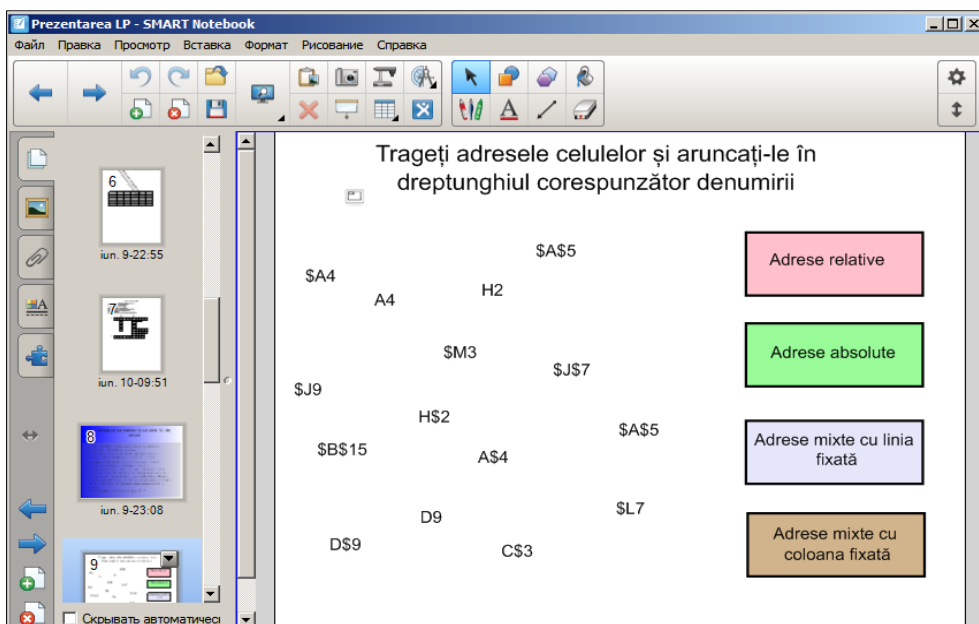 Prezentarea LP - SMART Notebook
Файл Правка Просмотр Вставка Формат Рисование Справка
6
iun. 9-22:55
7
iun. 10-09:51
8
iun. 9-23:08
9
Скрывать автоматичес
Trageți adresele celulelor și aruncați-le în
dreptunghiul corespunzător denumirii
$A$5
$A4
H2
A4
$M3
$J$7
$J9
H$2
$A$5
$B$15
A$4
$L7
D9
D$9
C$3
Adrese relative
Adrese absolute
Adrese mixte cu linia
fixată
Adrese mixte cu
coloana fixată